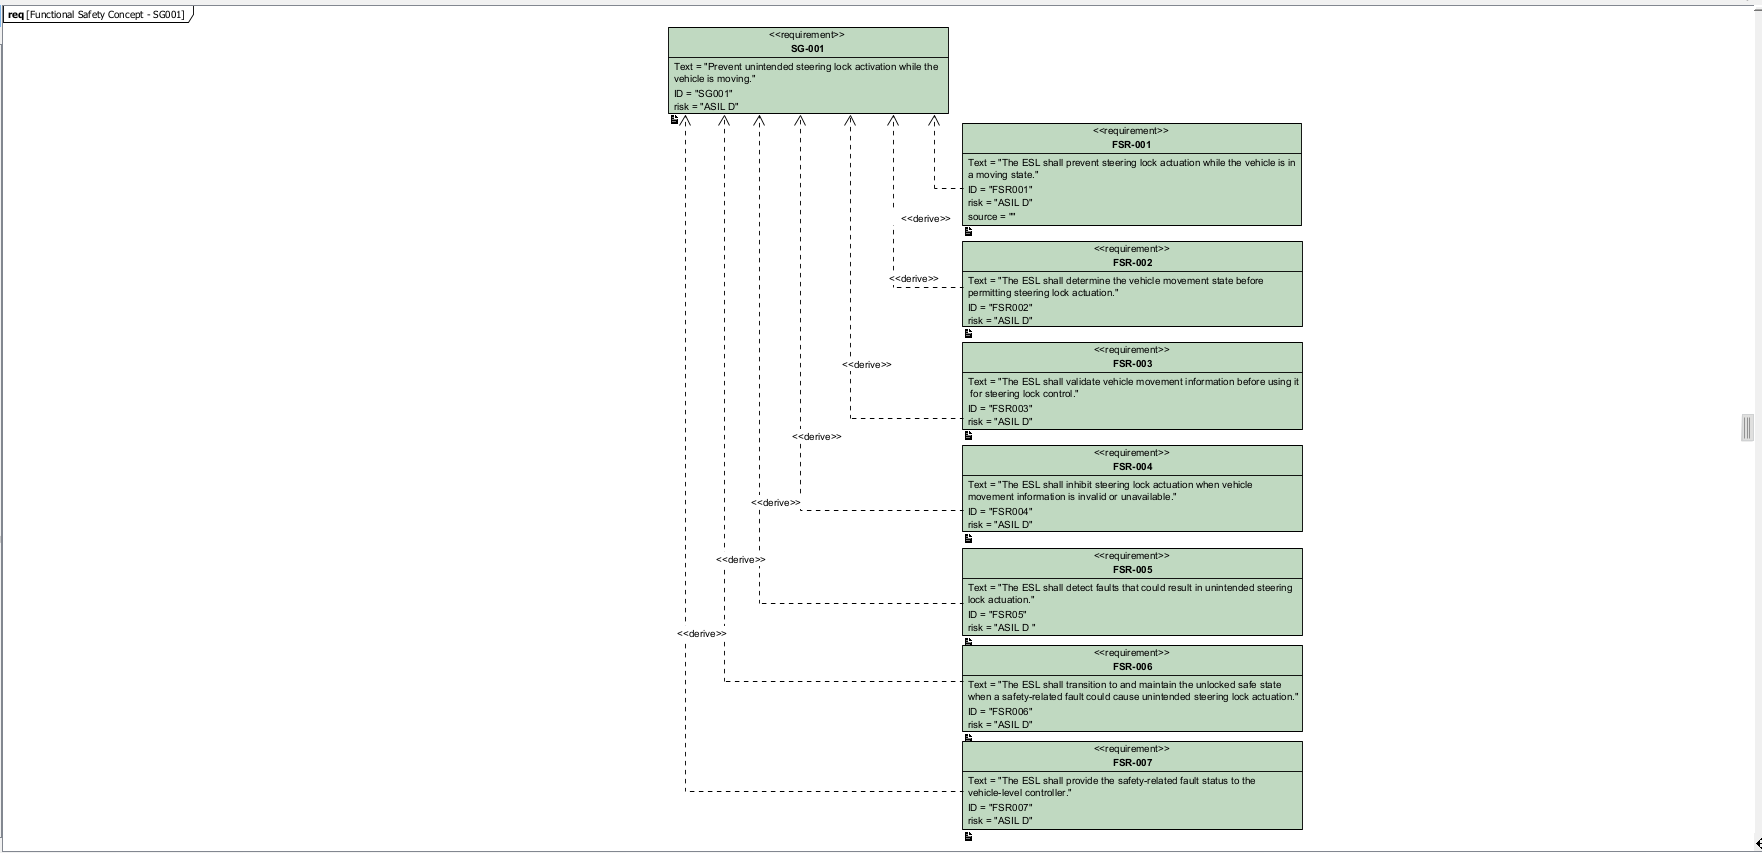 req [Functional Safety Concept - SG001]
<<requirement>>
SG-001
Text = "Prevent unintended steering lock activation while the
vehicle is moving."
ID = "SG001"
risk = "ASIL D"
<<requirement>>
FSR-001
Text = "The ESL shall prevent steering lock actuation while the vehicle is in
a moving state."
ID = "FSR001"
risk = "ASIL D"
source = ""
<<derive>>
<<requirement>>
FSR-002
Text = "The ESL shall determine the vehicle movement state before
permitting steering lock actuation."
ID = "FSR002"
risk = "ASIL D"
<<derive>>
<<requirement>>
FSR-003
Text = "The ESL shall validate vehicle movement information before using it
for steering lock control."
ID = "FSR003"
risk = "ASIL D"
<<derive>>
<<derive>>
<<requirement>>
FSR-004
Text = "The ESL shall inhibit steering lock actuation when vehicle
movement information is invalid or unavailable."
ID = "FSR004"
risk = "ASIL D"
<<derive>>
<<requirement>>
FSR-005
Text = "The ESL shall detect faults that could result in unintended steering
lock actuation."
ID = "FSR05"
risk = "ASIL D "
<<derive>>
<<derive>>
<<requirement>>
FSR-006
Text = "The ESL shall transition to and maintain the unlocked safe state
when a safety-related fault could cause unintended steering lock actuation."
ID = "FSR006"
risk = "ASIL D"
<<requirement>>
FSR-007
Text = "The ESL shall provide the safety-related fault status to the
vehicle-level controller."
ID = "FSR007"
risk = "ASIL D"